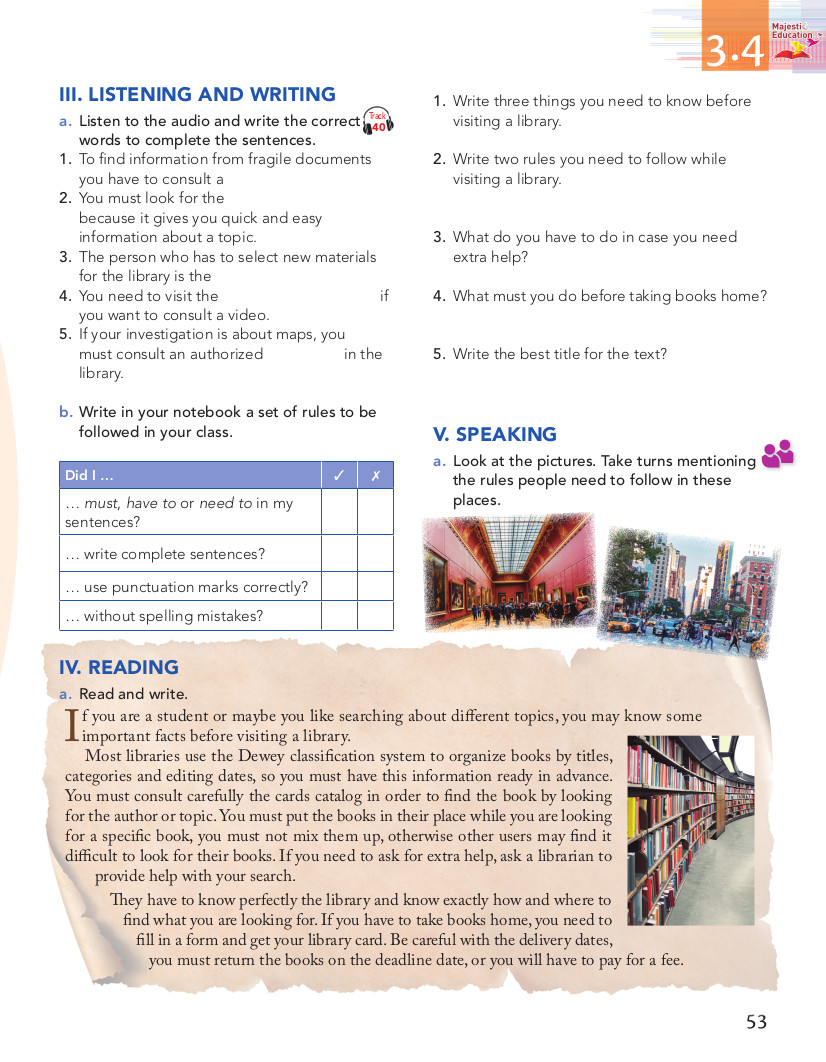 3.4
Majesti
Education
III. LISTENING AND WRITING
a. Listen to the audio and write the correct
words to complete the sentences.
Track
40
1. To find information from fragile documents
you have to consult a
2. You must look for the
because it gives you quick and easy
information about a topic.
3. The person who has to select new materials
for the library is the
4. You need to visit the if
you want to consult a video.
5. If your investigation is about maps, you
must consult an authorized in the
library.
b. Write in your notebook a set of rules to be
followed in your class.
Did I … ✓ ✗
… must, have to or need to in my
sentences?
… write complete sentences?
… use punctuation marks correctly?
… without spelling mistakes?
1. Write three things you need to know before
visiting a library.
2. Write two rules you need to follow while
visiting a library.
3. What do you have to do in case you need
extra help?
4. What must you do before taking books home?
5. Write the best title for the text?
V. SPEAKING
a. Look at the pictures. Take turns mentioning
the rules people need to follow in these
places.
IV. READING
a. Read and write.
If you are a student or maybe you like searching about different topics, you may know some
important facts before visiting a library.
Most libraries use the Dewey classification system to organize books by titles,
categories and editing dates, so you must have this information ready in advance.
You must consult carefully the cards catalog in order to find the book by looking
for the author or topic. You must put the books in their place while you are looking
for a specific book, you must not mix them up, otherwise other users may find it
difficult to look for their books. If you need to ask for extra help, ask a librarian to
provide help with your search.
They have to know perfectly the library and know exactly how and where to
find what you are looking for. If you have to take books home, you need to
fill in a form and get your library card. Be careful with the delivery dates,
you must return the books on the deadline date, or you will have to pay for a fee.
53